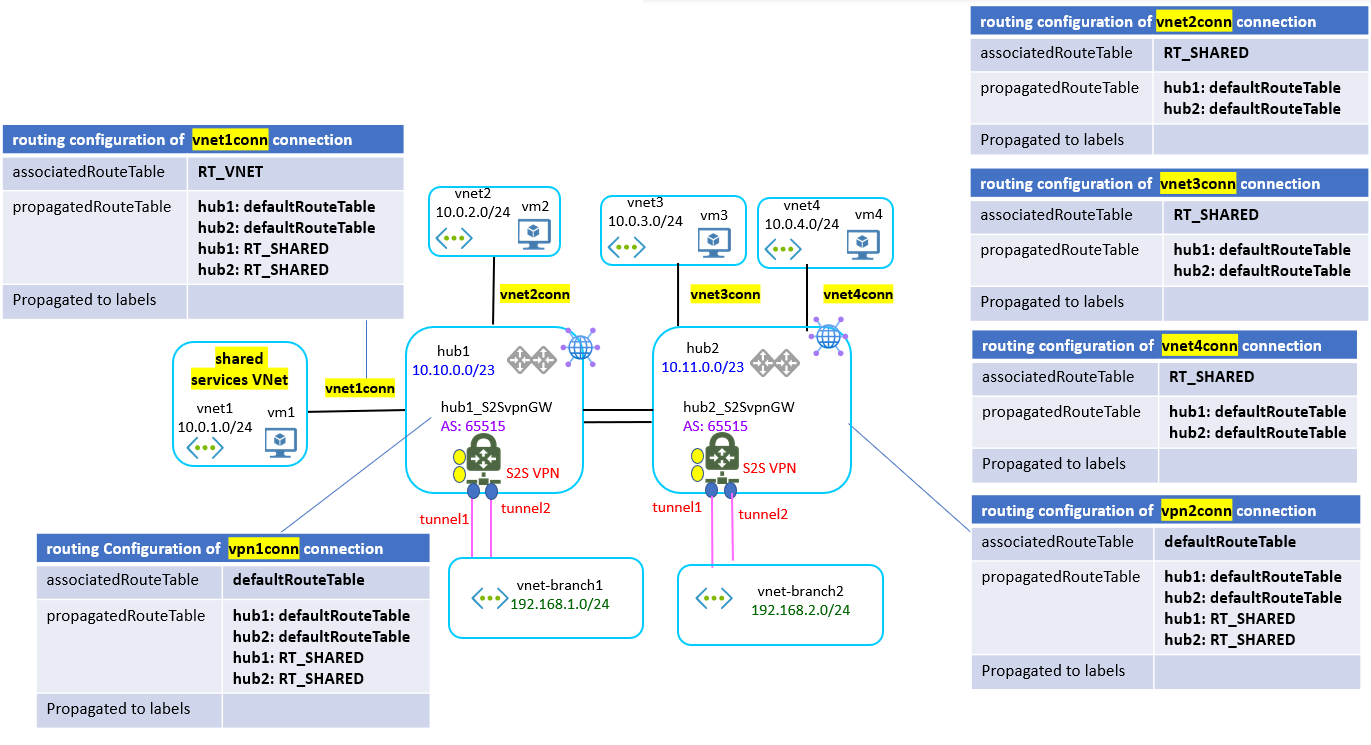 routing configuration of vnet2conn connection
associatedRouteTable RT_SHARED
propagatedRouteTable hub1: defaultRouteTable
hub2: defaultRouteTable
Propagated to labels
routing configuration of vnet1conn connection
associatedRouteTable RT_VNET
propagatedRouteTable hub1: defaultRouteTable
hub2: defaultRouteTable
hub1: RT_SHARED
hub2: RT_SHARED
Propagated to labels
routing configuration of vnet3conn connection
associatedRouteTable RT_SHARED
propagatedRouteTable hub1: defaultRouteTable
hub2: defaultRouteTable
Propagated to labels
vnet2
10.0.2.0/24
vm2
vnet3
10.0.3.0/24
vm3
vnet4
10.0.4.0/24
vm4
vnet2conn
vnet3conn
vnet4conn
shared
services VNet
vnet1
10.0.1.0/24
vm1
vnet1conn
hub1
10.10.0.0/23
hub1_S2SvpnGW
AS: 65515
S2S VPN
tunnel1
tunnel2
hub2
10.11.0.0/23
hub2_S2SvpnGW
AS: 65515
S2S VPN
tunnel1
tunnel2
routing configuration of vnet4conn connection
associatedRouteTable RT_SHARED
propagatedRouteTable hub1: defaultRouteTable
hub2: defaultRouteTable
Propagated to labels
routing configuration of vpn2conn connection
associatedRouteTable defaultRouteTable
propagatedRouteTable hub1: defaultRouteTable
hub2: defaultRouteTable
hub1: RT_SHARED
hub2: RT_SHARED
Propagated to labels
routing Configuration of vpn1conn connection
associatedRouteTable defaultRouteTable
propagatedRouteTable hub1: defaultRouteTable
hub2: defaultRouteTable
hub1: RT_SHARED
hub2: RT_SHARED
Propagated to labels
vnet-branch1
192.168.1.0/24
vnet-branch2
192.168.2.0/24